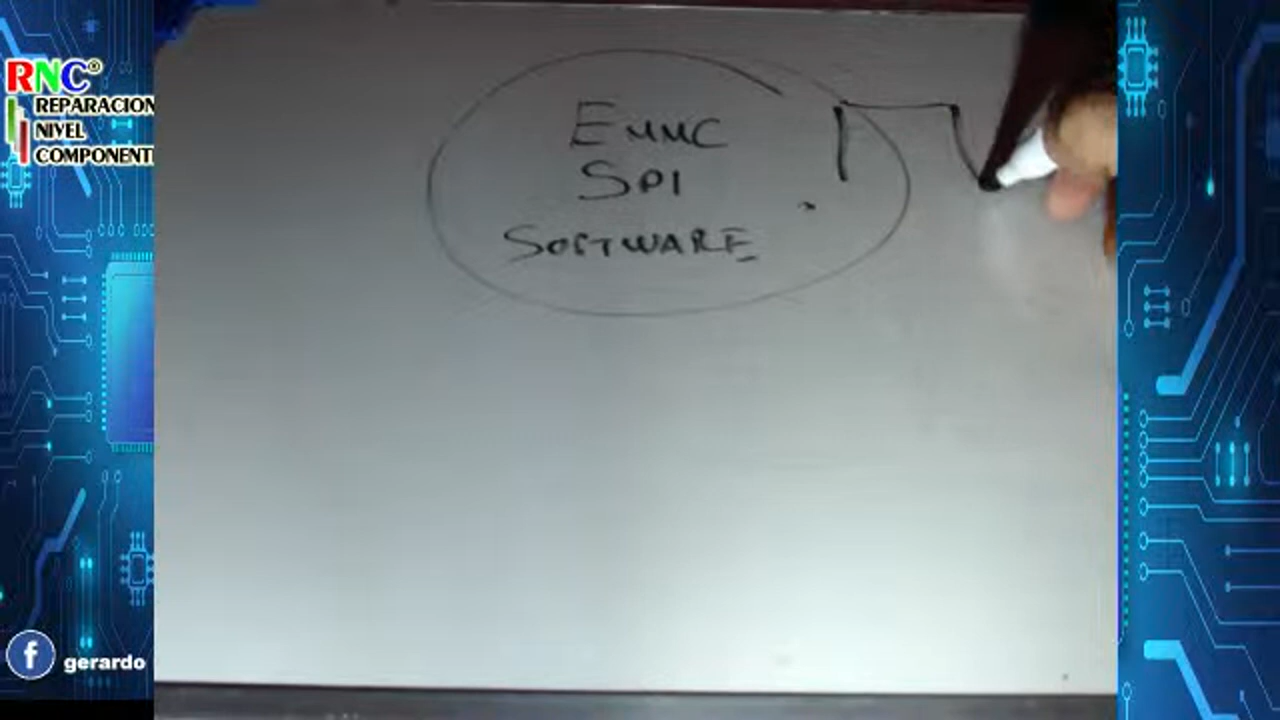 RNC®
REPARACION
NIVEL
COMPONENT
EMMC
SPI
SOFTWARE
f gerardo